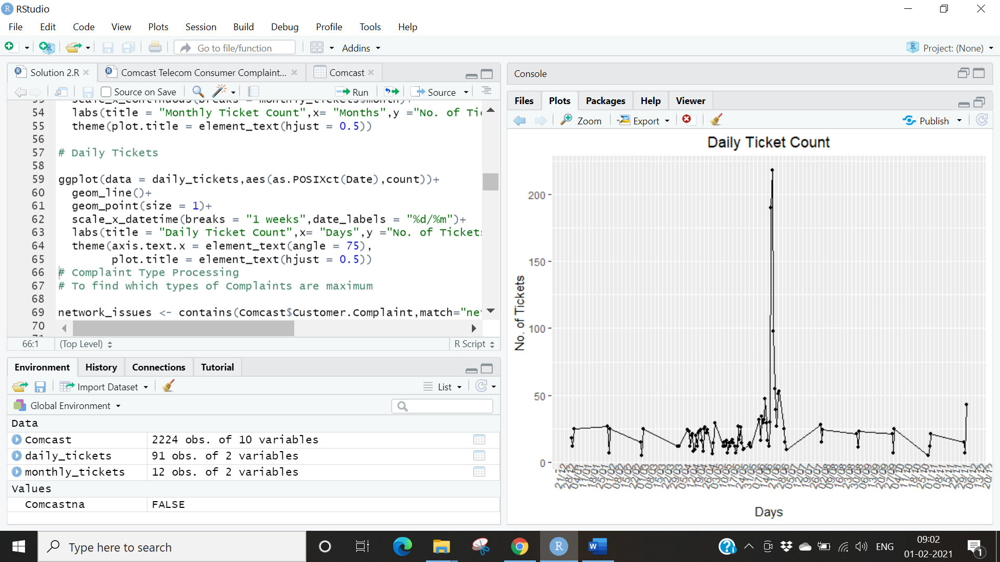 RStudio
File Edit Code View Plots Session Build Debug Profile Tools Help
Go to file/function Addins Project: (None)
Solution 2.R Comcast Telecom Consumer Complaint... Comcast
Source on Save Run Source
54 labs(title = "Monthly Ticket Count",x= "Months",y ="No. of Tic
55 theme(plot.title = element_text(hjust = 0.5))
56
57 # Daily Tickets
58
59 ggplot(data = daily_tickets,aes(as.POSIXct(Date),count))+
60 geom_line()+
61 geom_point(size = 1)+
62 scale_x_datetime(breaks = "1 weeks",date_labels = "%d/%m")+
63 labs(title = "Daily Ticket Count",x= "Days",y ="No. of Tickets
64 theme(axis.text.x = element_text(angle = 75),
65 plot.title = element_text(hjust = 0.5))
66 # Complaint Type Processing
67 # To find which types of Complaints are maximum
68
69 network_issues <- contains(Comcast$Customer.Complaint,match="ne
70
66:1 (Top Level) R Script
Environment History Connections Tutorial
Import Dataset List
Global Environment
Data
Comcast 2224 obs. of 10 variables
daily_tickets 91 obs. of 2 variables
monthly_tickets 12 obs. of 2 variables
Values
Comcastna FALSE
Console
Files Plots Packages Help Viewer
Zoom Export Publish
Daily Ticket Count
No. of Tickets
200
150
100
50
0
Days
Type here to search
W
ENG
09:02
01-02-2021
1